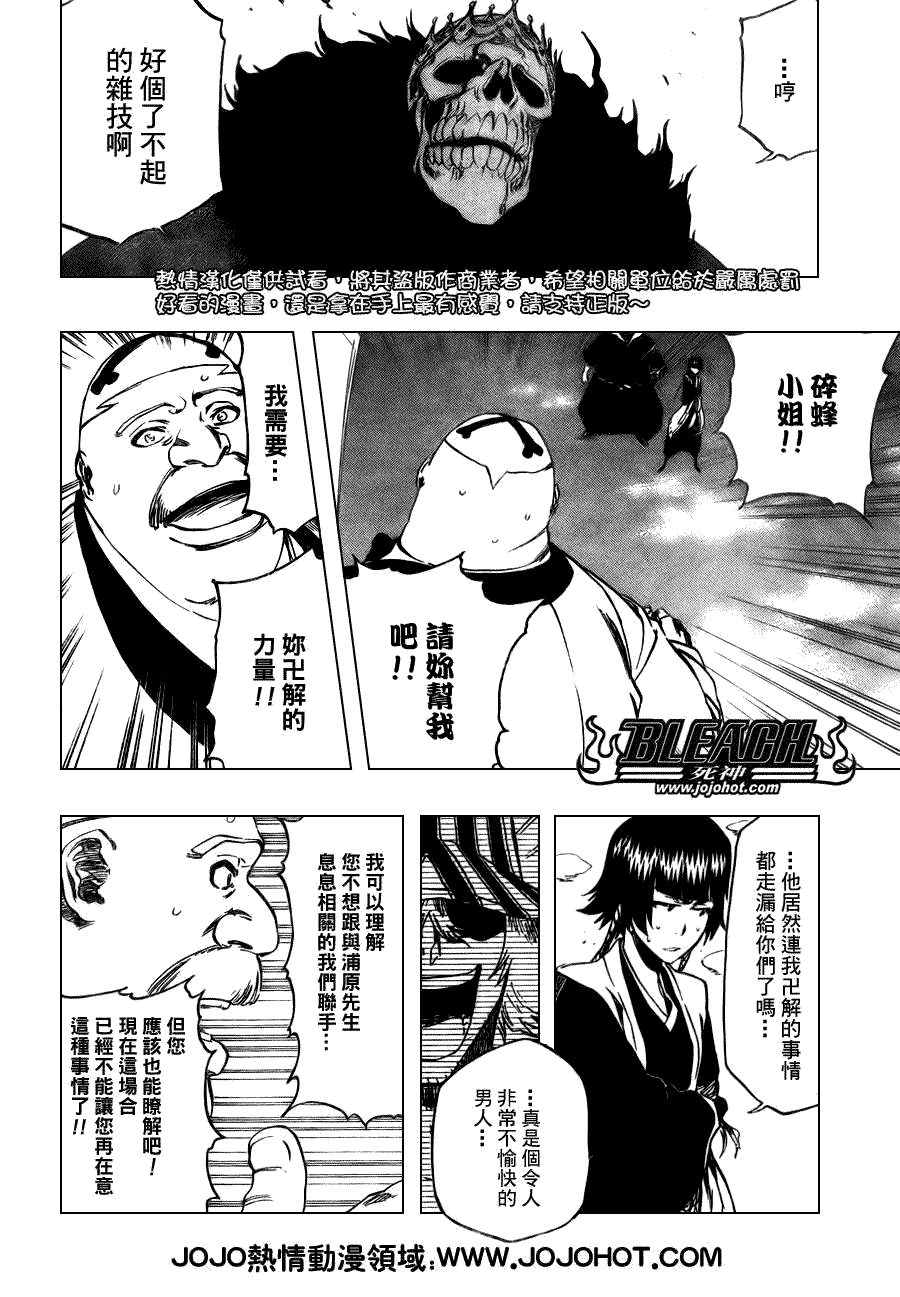 …哼
好個了不起
的雜技啊
熱情漢化僅供試看，將其盜版作商業者，希望相關單位給於嚴厲處罰
好看的漫畫，還是拿在手上最有感覺，請支持正版～
碎蜂
小姐!!
請妳幫我
吧!!
我需要…
妳卍解的
力量!!
BLEACH
死神
www.jojohot.com
…他居然連我卍解的事情
都走漏給你們了嗎…
…真是個令人
非常不愉快的
男人…
我可以理解
您不想跟與浦原先生
息息相關的我們聯手…
但您
應該也能瞭解吧！
現在這場合
已經不能讓您再在意
這種事情了!!
JOJO熱情動漫領域:WWW.JOJOHOT.COM